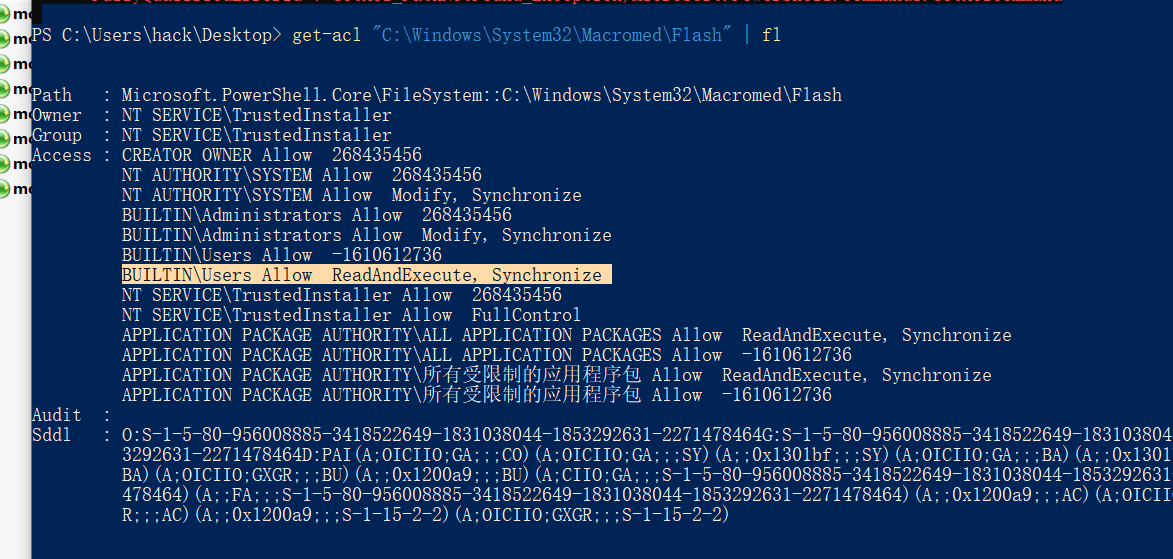 PS C:\Users\hack\Desktop> get-acl "C:\Windows\System32\Macromed\Flash" | fl
Path   : Microsoft.PowerShell.Core\FileSystem::C:\Windows\System32\Macromed\Flash
Owner  : NT SERVICE\TrustedInstaller
Group  : NT SERVICE\TrustedInstaller
Access : CREATOR OWNER Allow  268435456
NT AUTHORITY\SYSTEM Allow  268435456
NT AUTHORITY\SYSTEM Allow  Modify, Synchronize
BUILTIN\Administrators Allow  268435456
BUILTIN\Administrators Allow  Modify, Synchronize
BUILTIN\Users Allow  -1610612736
BUILTIN\Users Allow  ReadAndExecute, Synchronize
NT SERVICE\TrustedInstaller Allow  268435456
NT SERVICE\TrustedInstaller Allow  FullControl
APPLICATION PACKAGE AUTHORITY\ALL APPLICATION PACKAGES Allow  ReadAndExecute, Synchronize
APPLICATION PACKAGE AUTHORITY\ALL APPLICATION PACKAGES Allow  -1610612736
APPLICATION PACKAGE AUTHORITY\所有受限制的应用程序包 Allow  ReadAndExecute, Synchronize
APPLICATION PACKAGE AUTHORITY\所有受限制的应用程序包 Allow  -1610612736
Audit  :
Sddl   : O:S-1-5-80-956008885-3418522649-1831038044-1853292631-2271478464G:S-1-5-80-956008885-3418522649-1831038044
3292631-2271478464D:PAI(A;OICIIO;GA;;;CO)(A;OICIIO;GA;;;SY)(A;;0x1301bf;;;SY)(A;OICIIO;GA;;;BA)(A;;0x1301
BA)(A;OICIIO;GXGR;;;BU)(A;;0x1200a9;;;BU)(A;CIIO;GA;;;S-1-5-80-956008885-3418522649-1831038044-1853292631
478464)(A;;FA;;;S-1-5-80-956008885-3418522649-1831038044-1853292631-2271478464)(A;;0x1200a9;;;AC)(A;OICII
R;;;AC)(A;;0x1200a9;;;S-1-15-2-2)(A;OICIIO;GXGR;;;S-1-15-2-2)